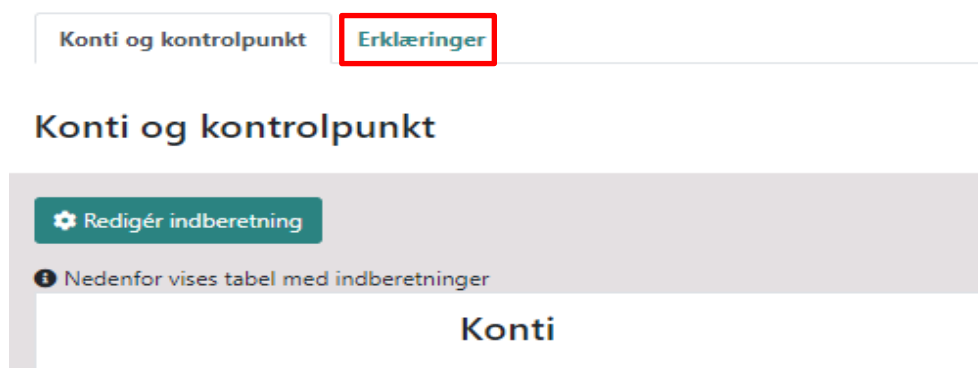 Konti og kontrolpunkt Erklæringer
Konti og kontrolpunkt
Redigér indberetning
Nedenfor vises tabel med indberetninger
Konti